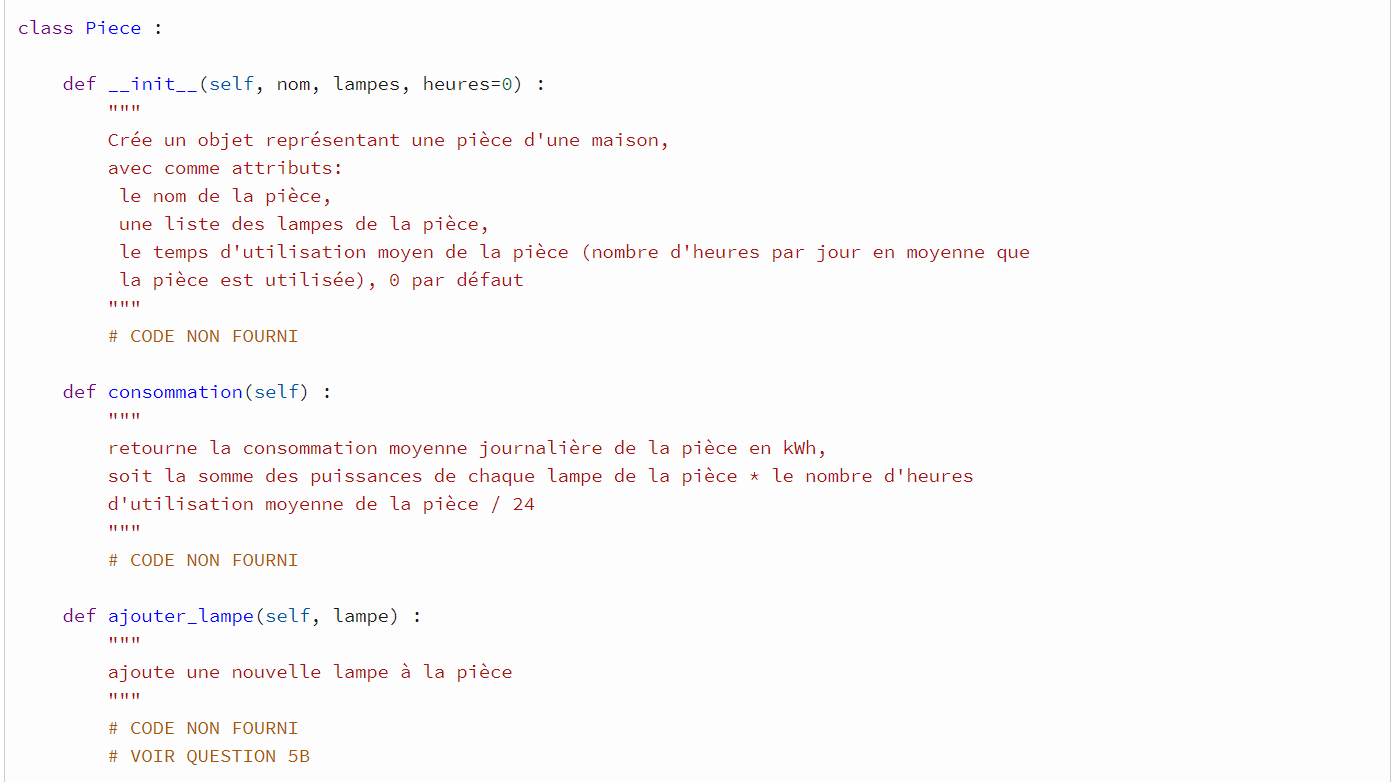 class Piece :
def __init__(self, nom, lampes, heures=0) :
"""
Crée un objet représentant une pièce d'une maison,
avec comme attributs:
le nom de la pièce,
une liste des lampes de la pièce,
le temps d'utilisation moyen de la pièce (nombre d'heures par jour en moyenne que
la pièce est utilisée), 0 par défaut
"""
# CODE NON FOURNI
def consommation(self) :
"""
retourne la consommation moyenne journalière de la pièce en kWh,
soit la somme des puissances de chaque lampe de la pièce * le nombre d'heures
d'utilisation moyenne de la pièce / 24
"""
# CODE NON FOURNI
def ajouter_lampe(self, lampe) :
"""
ajoute une nouvelle lampe à la pièce
"""
# CODE NON FOURNI
# VOIR QUESTION 5B